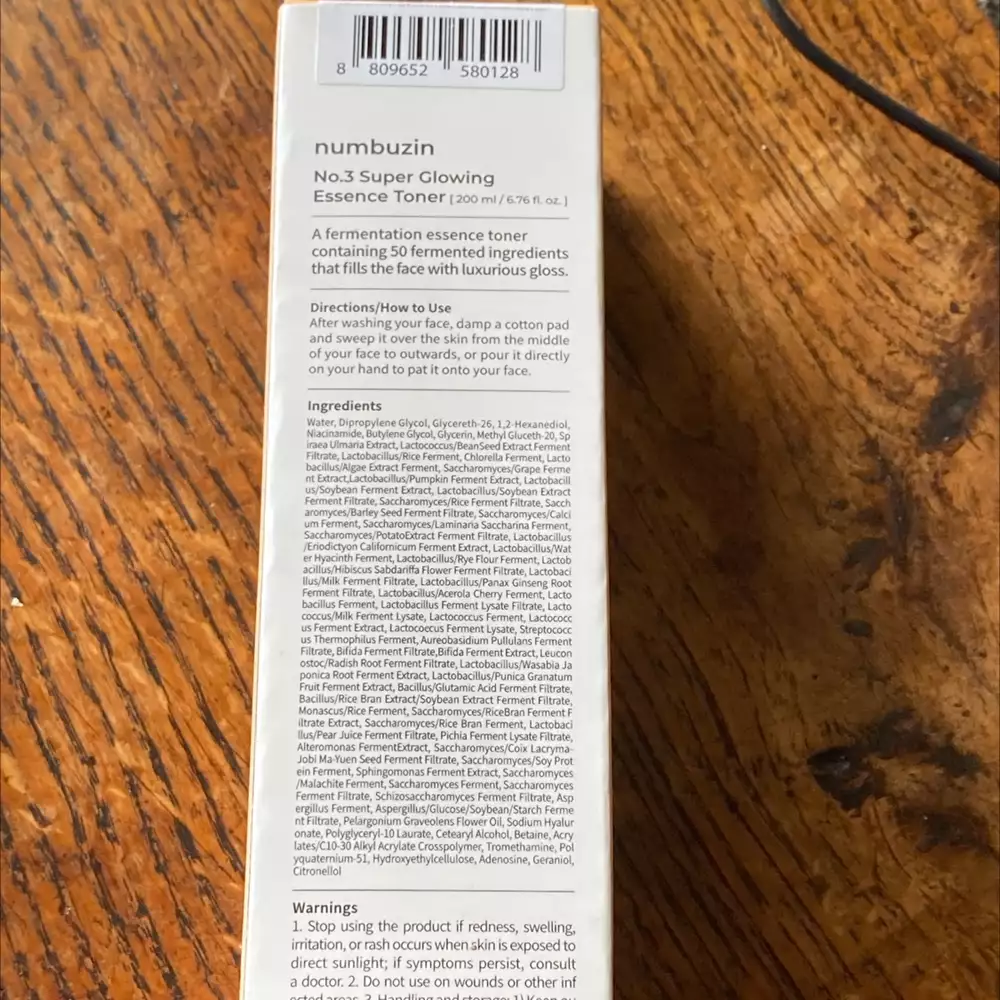 8 809652 580128
numbuzin
No.3 Super Glowing
Essence Toner [ 200 ml / 6.76 fl. oz. ]
A fermentation essence toner
containing 50 fermented ingredients
that fills the face with luxurious gloss.
Directions/How to Use
After washing your face, damp a cotton pad
and sweep it over the skin from the middle
of your face to outwards, or pour it directly
on your hand to pat it onto your face.
Ingredients
Water, Dipropylene Glycol, Glycereth-26, 1,2-Hexanediol,
Niacinamide, Butylene Glycol, Glycerin, Methyl Gluceth-20, Sp
iraea Ulmaria Extract, Lactococcus/BeanSeed Extract Ferment
Filtrate, Lactobacillus/Rice Ferment, Chlorella Ferment, Lacto
bacillus/Algae Extract Ferment, Saccharomyces/Grape Ferme
nt Extract,Lactobacillus/Pumpkin Ferment Extract, Lactobacill
us/Soybean Ferment Extract, Lactobacillus/Soybean Extract
Ferment Filtrate, Saccharomyces/Rice Ferment Filtrate, Sacch
aromyces/Barley Seed Ferment Filtrate, Saccharomyces/Calci
um Ferment, Saccharomyces/Laminaria Saccharina Ferment,
Saccharomyces/PotatoExtract Ferment Filtrate, Lactobacillus
/Eriodictyon Californicum Ferment Extract, Lactobacillus/Wat
er Hyacinth Ferment, Lactobacillus/Rye Flour Ferment, Lactob
acillus/Hibiscus Sabdariffa Flower Ferment Filtrate, Lactobaci
llus/Milk Ferment Filtrate, Lactobacillus/Panax Ginseng Root
Ferment Filtrate, Lactobacillus/Acerola Cherry Ferment, Lacto
bacillus Ferment, Lactobacillus Ferment Lysate Filtrate, Lacto
coccus/Milk Ferment Lysate, Lactococcus Ferment, Lactococc
us Ferment Extract, Lactococcus Ferment Lysate, Streptococc
us Thermophilus Ferment, Aureobasidium Pullulans Ferment
Filtrate, Bifida Ferment Filtrate,Bifida Ferment Extract, Leucon
ostoc/Radish Root Ferment Filtrate, Lactobacillus/Wasabia Ja
ponica Root Ferment Extract, Lactobacillus/Punica Granatum
Fruit Ferment Extract, Bacillus/Glutamic Acid Ferment Filtrate,
Bacillus/Rice Bran Extract/Soybean Extract Ferment Filtrate,
Monascus/Rice Ferment, Saccharomyces/RiceBran Ferment F
iltrate Extract, Saccharomyces/Rice Bran Ferment, Lactobaci
llus/Pear Juice Ferment Filtrate, Pichia Ferment Lysate Filtrate,
Alteromonas FermentExtract, Saccharomyces/Coix Lacryma-
Jobi Ma-Yuen Seed Ferment Filtrate, Saccharomyces/Soy Prot
ein Ferment, Sphingomonas Ferment Extract, Saccharomyces
/Malachite Ferment, Saccharomyces Ferment, Saccharomyces
Ferment Filtrate, Schizosaccharomyces Ferment Filtrate, Asp
ergillus Ferment, Aspergillus/Glucose/Soybean/Starch Ferme
nt Filtrate, Pelargonium Graveolens Flower Oil, Sodium Hyalur
onate, Polyglyceryl-10 Laurate, Cetearyl Alcohol, Betaine, Acry
lates/C10-30 Alkyl Acrylate Crosspolymer, Tromethamine, Pol
yquaternium-51, Hydroxyethylcellulose, Adenosine, Geraniol,
Citronellol
Warnings
1. Stop using the product if redness, swelling,
irritation, or rash occurs when skin is exposed to
direct sunlight; if symptoms persist, consult
a doctor. 2. Do not use on wounds or other inf
ected areas. 3. Handling and storage: 1) Keep